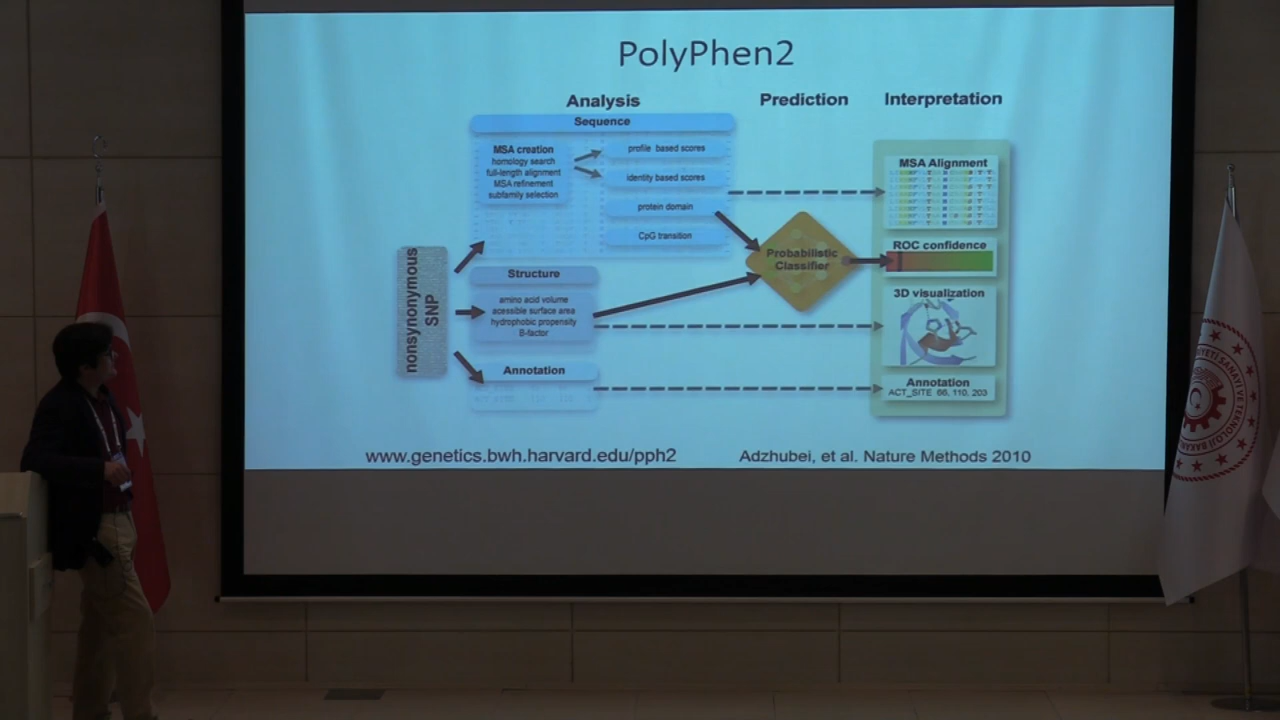 PolyPhen2
Analysis
Prediction
Interpretation
Sequence
MSA creation
homology search
full-length alignment
MSA refinement
subfamily selection
profile based scores
identity based scores
protein domain
CpG transition
nonsynonymous
SNP
Structure
amino acid volume
acessible surface area
hydrophobic propensity
B-factor
Annotation
Probabilistic
Classifier
MSA Alignment
ROC confidence
3D visualization
Annotation
ACT_SITE 66, 110, 203
www.genetics.bwh.harvard.edu/pph2
Adzhubei, et al. Nature Methods 2010